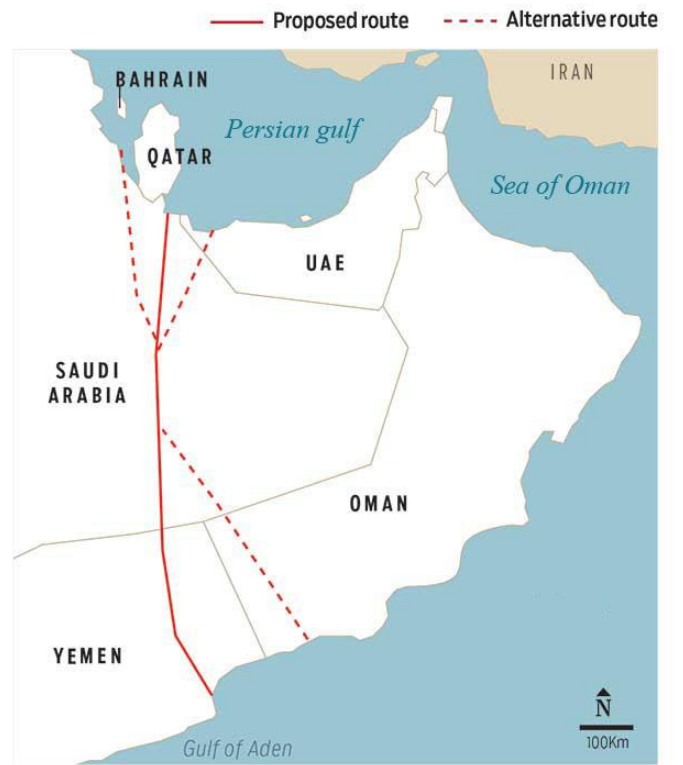 Proposed route
Alternative route
BAHRAIN
IRAN
Persian gulf
QATAR
Sea of Oman
UAE
SAUDI
ARABIA
OMAN
YEMEN
N
100Km
Gulf of Aden